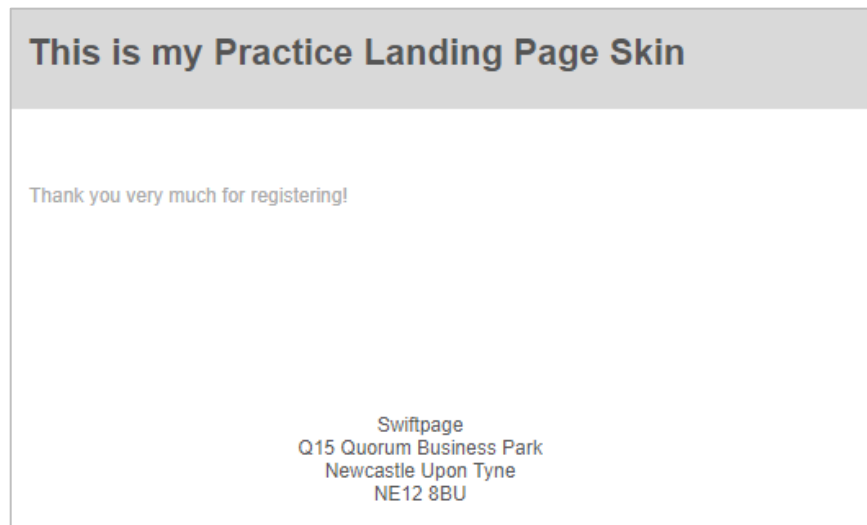 This is my Practice Landing Page Skin
Thank you very much for registering!
Swiftpage
Q15 Quorum Business Park
Newcastle Upon Tyne
NE12 8BU